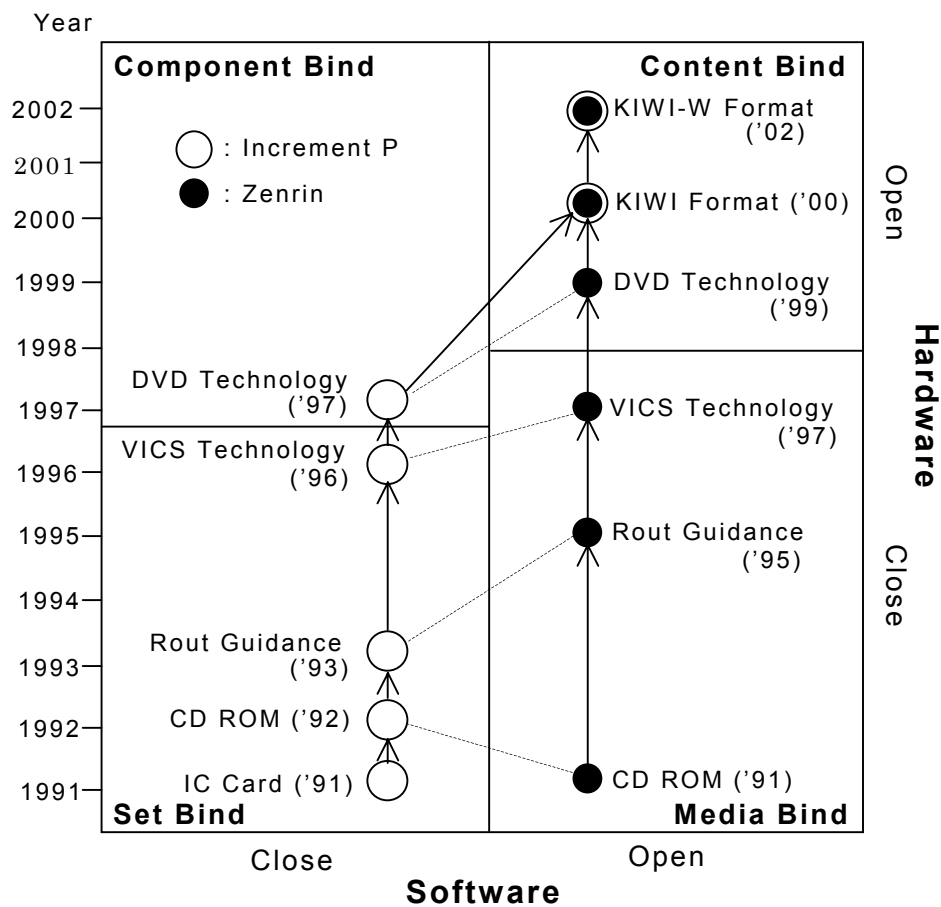 Year
Component Bind
Content Bind
2002
KIWI-W Format
('02)
: Increment P
2001
: Zenrin
2000
KIWI Format ('00)
Open
1999
DVD Technology
('99)
1998
Hardware
DVD Technology
('97)
1997
VICS Technology
('97)
VICS Technology
('96)
1996
1995
Rout Guidance
('95)
Close
1994
Rout Guidance
('93)
1993
CD ROM ('92)
1992
IC Card ('91)
1991
CD ROM ('91)
Set Bind
Media Bind
Close
Open
Software